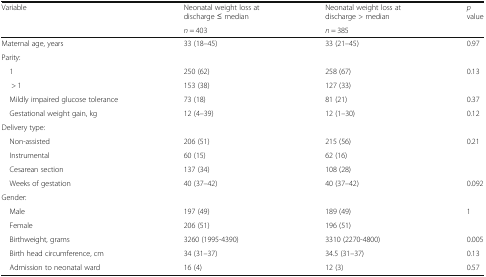 Variable Neonatal weight loss at discharge ≤ median Neonatal weight loss at discharge > median p value
n = 403 n = 385
Maternal age, years 33 (18–45) 33 (21–45) 0.97
Parity:
1 250 (62) 258 (67) 0.13
> 1 153 (38) 127 (33)
Mildly impaired glucose tolerance 73 (18) 81 (21) 0.37
Gestational weight gain, kg 12 (4–39) 12 (1–30) 0.12
Delivery type:
Non-assisted 206 (51) 215 (56) 0.21
Instrumental 60 (15) 62 (16)
Cesarean section 137 (34) 108 (28)
Weeks of gestation 40 (37–42) 40 (37–42) 0.092
Gender:
Male 197 (49) 189 (49) 1
Female 206 (51) 196 (51)
Birthweight, grams 3260 (1995-4390) 3310 (2270-4800) 0.005
Birth head circumference, cm 34 (31–37) 34.5 (31–37) 0.13
Admission to neonatal ward 16 (4) 12 (3) 0.57